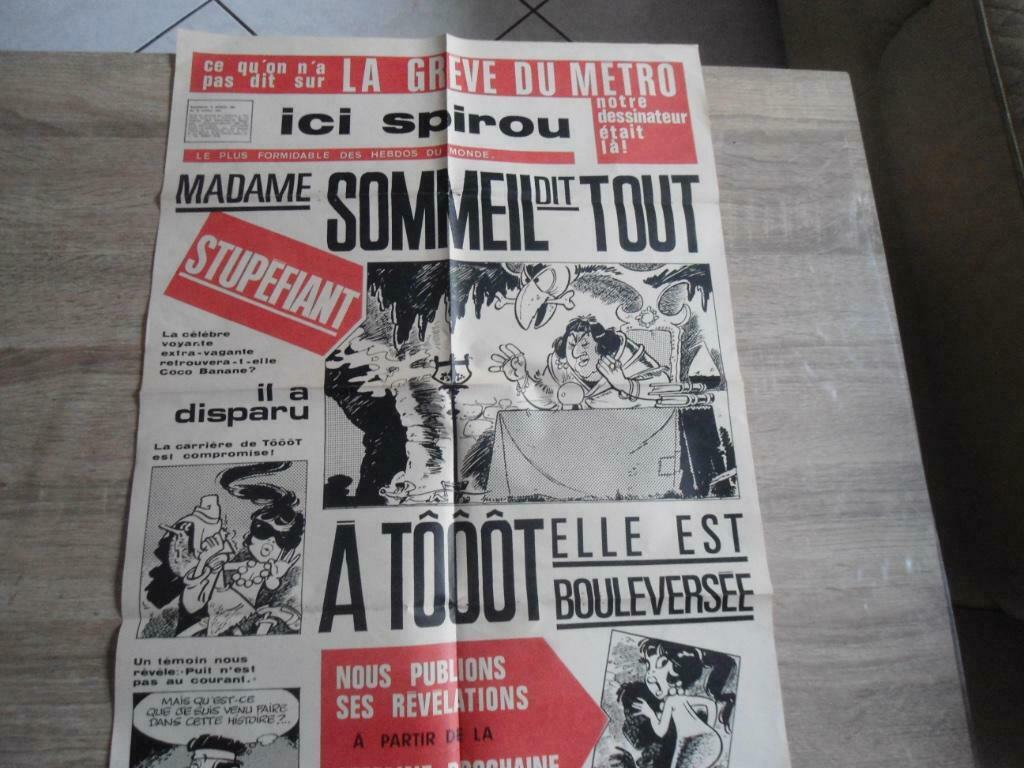 ce qu'on n'a
pas dit sur
LA GREVE DU METRO
notre
dessinateur
était
là!
ici spirou
LE PLUS FORMIDABLE DES HEBDOS DU MONDE.
MADAME SOMMEIL DIT TOUT
STUPEFIANT
La célèbre
voyante
extra-vagante
retrouvera-t-elle
Coco Banane?
il a
disparu
La carrière de TôôôT
est compromise!
À TÔÔÔT ELLE EST
BOULEVERSÉE
Un témoin nous
révèle: "Puit n'est
pas au courant."
MAIS QU'EST-CE
QUE JE SUIS VENU FAIRE
DANS CETTE HISTOIRE?..
NOUS PUBLIONS
SES RÉVÉLATIONS
À PARTIR DE LA
PROCHAINE